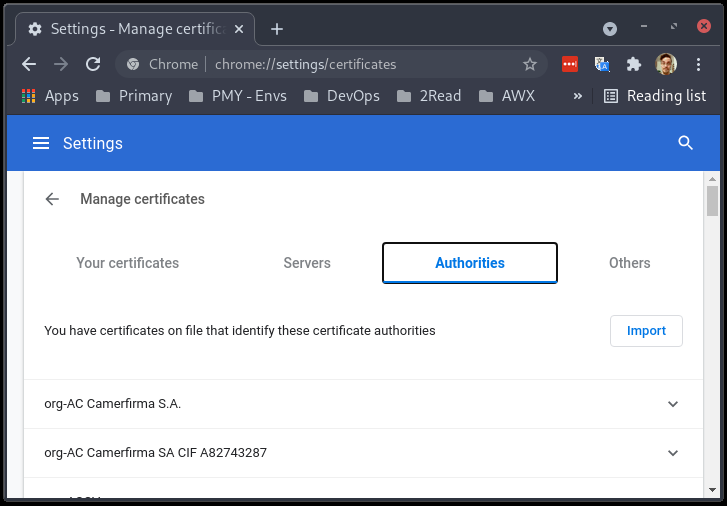 Settings - Manage certific
Chrome | chrome://settings/certificates
Apps Primary PMY - Envs DevOps 2Read AWX » Reading list
Settings
Manage certificates
Your certificates Servers Authorities Others
You have certificates on file that identify these certificate authorities Import
org-AC Camerfirma S.A.
org-AC Camerfirma SA CIF A82743287